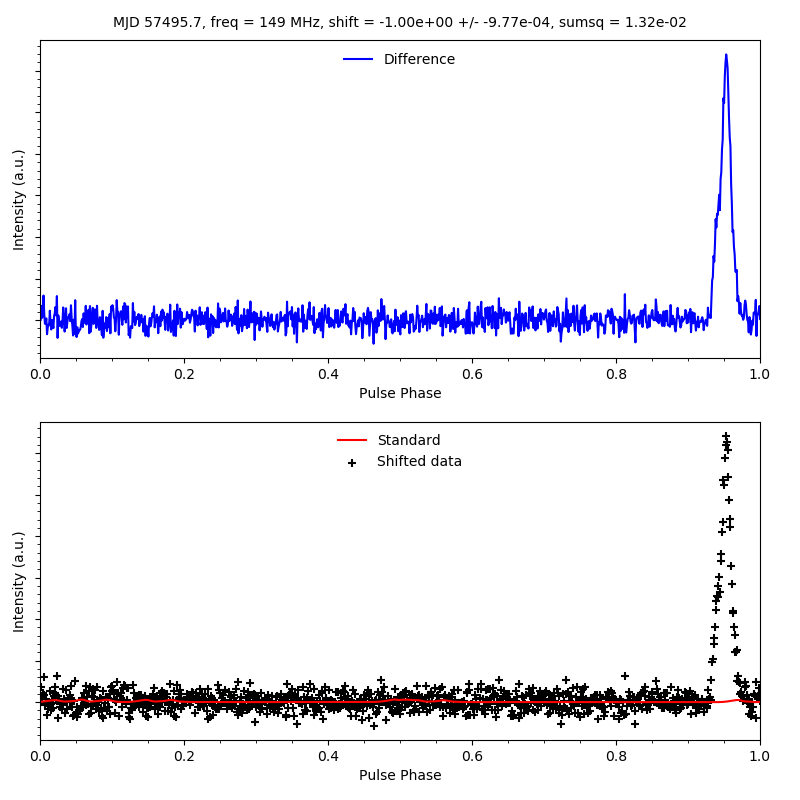 MJD 57495.7, freq = 149 MHz, shift = -1.00e+00 +/- -9.77e-04, sumsq = 1.32e-02
Difference
Intensity (a.u.)
0.0 0.2 0.4 0.6 0.8 1.0
Pulse Phase
Standard
Shifted data
Intensity (a.u.)
0.0 0.2 0.4 0.6 0.8 1.0
Pulse Phase